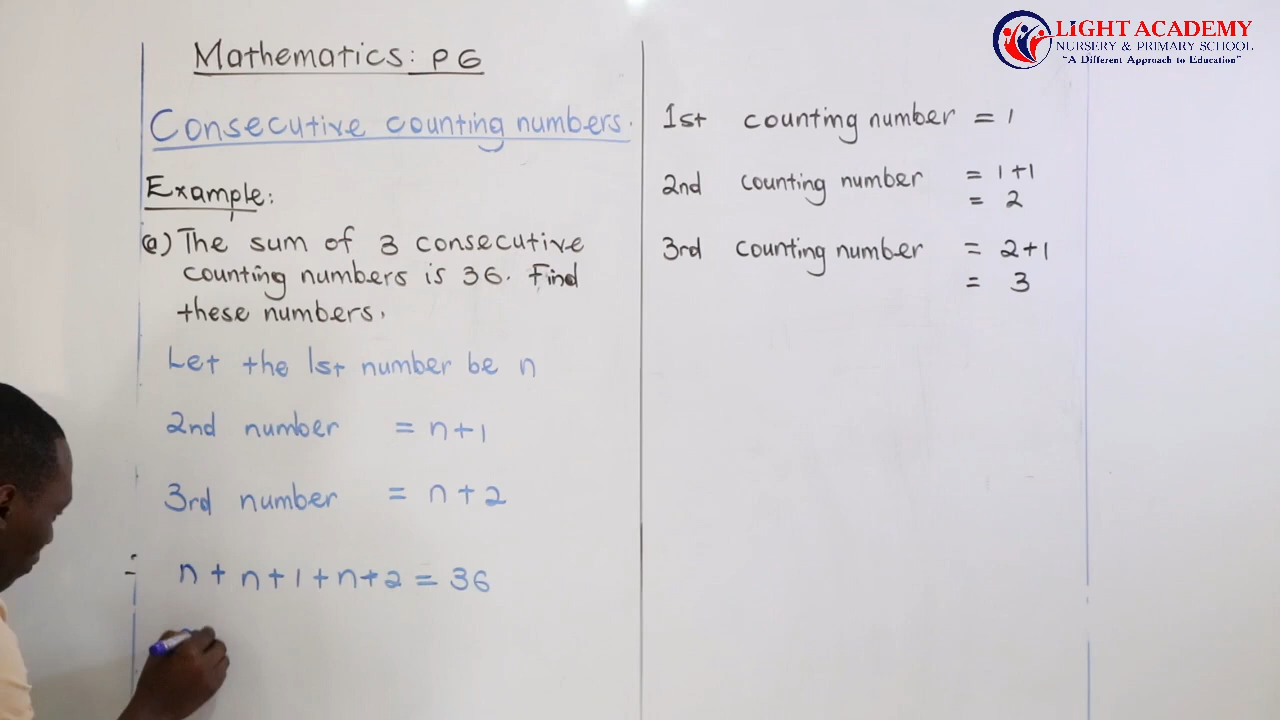 LIGHT ACADEMY
NURSERY & PRIMARY SCHOOL
"A Different Approach to Education"
Mathematics: P6
Consecutive counting numbers.
Example:
(a) The sum of 3 consecutive
counting numbers is 36. Find
these numbers.
Let the 1st number be n
2nd number = n+1
3rd number = n+2
n + n+1+n+2 = 36
1st counting number = 1
2nd counting number = 1+1
= 2
3rd counting number = 2+1
= 3